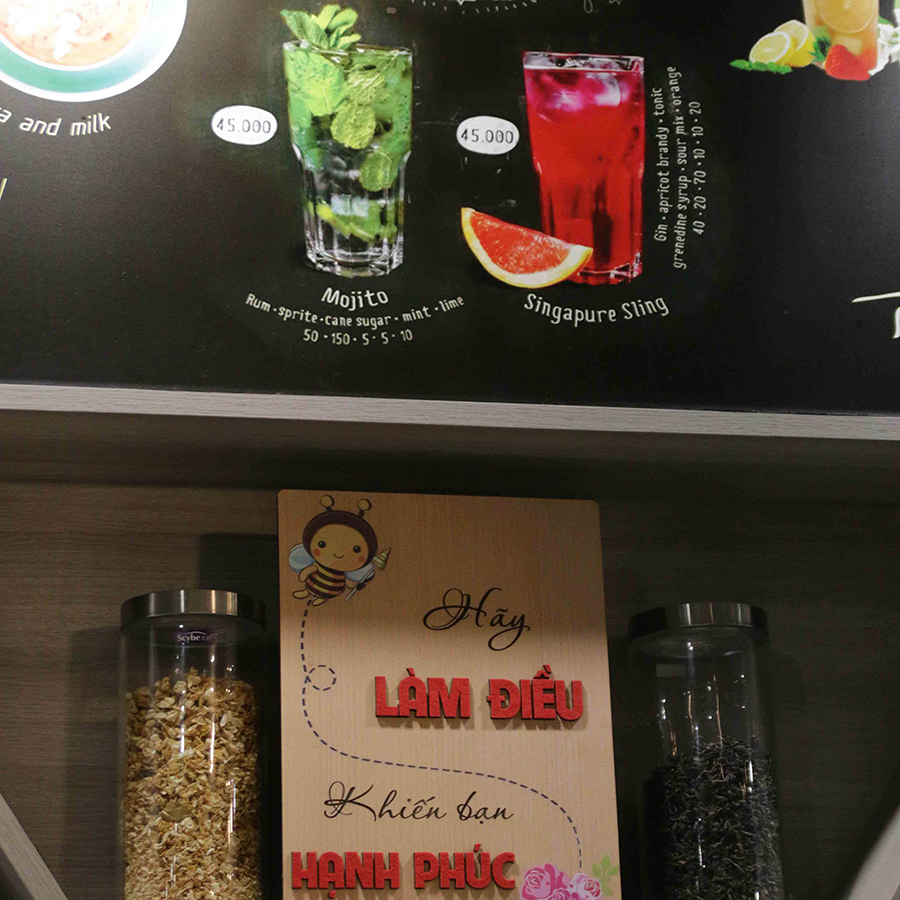 and milk
45.000
Mojito
Rum · sprite · cane sugar · mint · lime
50 · 150 · 5 · 5 · 10
45.000
Singapure Sling
Gin · apricot brandy · tonic
grenedine syrup · sour mix · orange
40 · 20 · 70 · 10 · 10 · 20
Hãy
LÀM ĐIỀU
Khiến bạn
HẠNH PHÚC